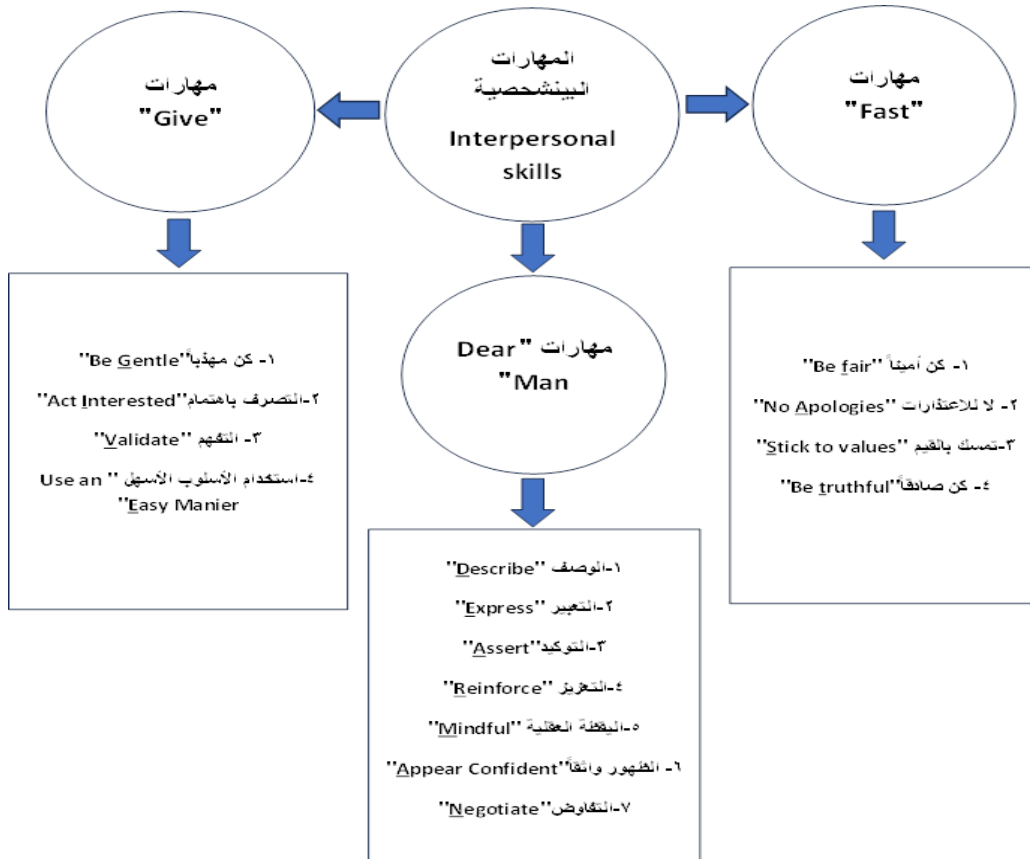 المهارات
البينشحصية
Interpersonal
skills
مهارات
"Fast"
مهارات
"Give"
مهارات "Dear
Man"
١- كن أميناً "Be fair"
٢- لا للاعتذارات "No Apologies"
٣-تمسك بالقيم "Stick to values"
٤- كن صادقاً "Be truthful"
١- كن مهذباً "Be Gentle"
٢-التصرف باهتمام "Act Interested"
٣- التفهم "Validate"
٤-استخدام الأسلوب الأسهل "Use an
Easy Manier"
١-الوصف "Describe"
٢-التعبير "Express"
٣-التوكيد "Assert"
٤-التعزيز "Reinforce"
٥-اليقظة العقلية "Mindful"
٦- الظهور واثقاً "Appear Confident"
٧-التفاوض "Negotiate"